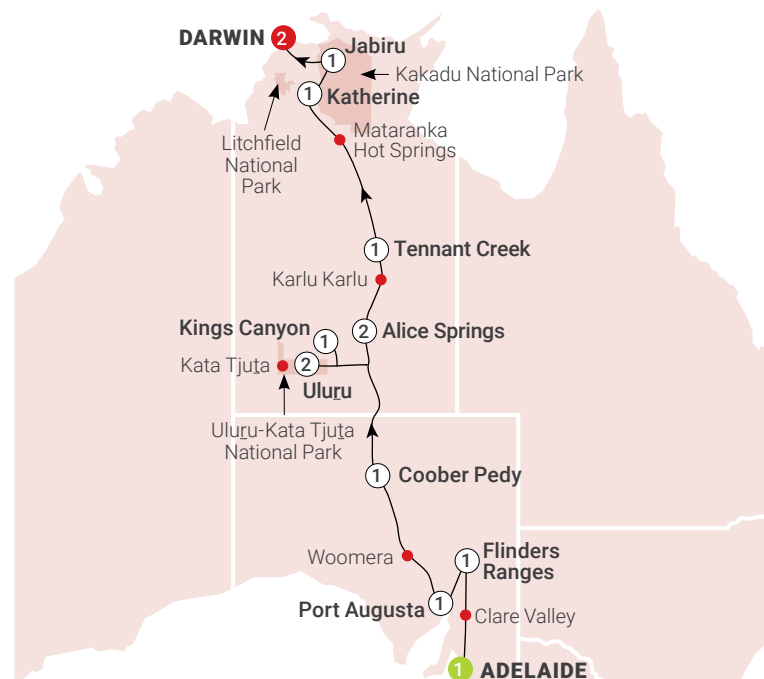 DARWIN 2
1 Jabiru
Kakadu National Park
1 Katherine
Litchfield
National
Park
Mataranka
Hot Springs
1 Tennant Creek
Karlu Karlu
Kings Canyon
1
2 Alice Springs
Kata Tjuṯa
2
Uluṟu
Uluṟu-Kata Tjuṯa
National Park
1 Coober Pedy
Woomera
1 Flinders
Ranges
Port Augusta 1
Clare Valley
1 ADELAIDE